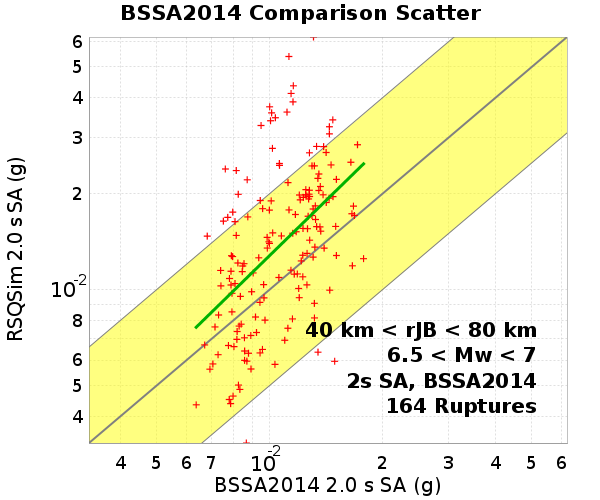 BSSA2014 Comparison Scatter
RSQSim 2.0 s SA (g)
6
5
4
3
2
10-2
8
6
5
4
40 km < rJB < 80 km
6.5 < Mw < 7
2s SA, BSSA2014
164 Ruptures
4 5 6 7 10-2 2 3 4 5 6
BSSA2014 2.0 s SA (g)